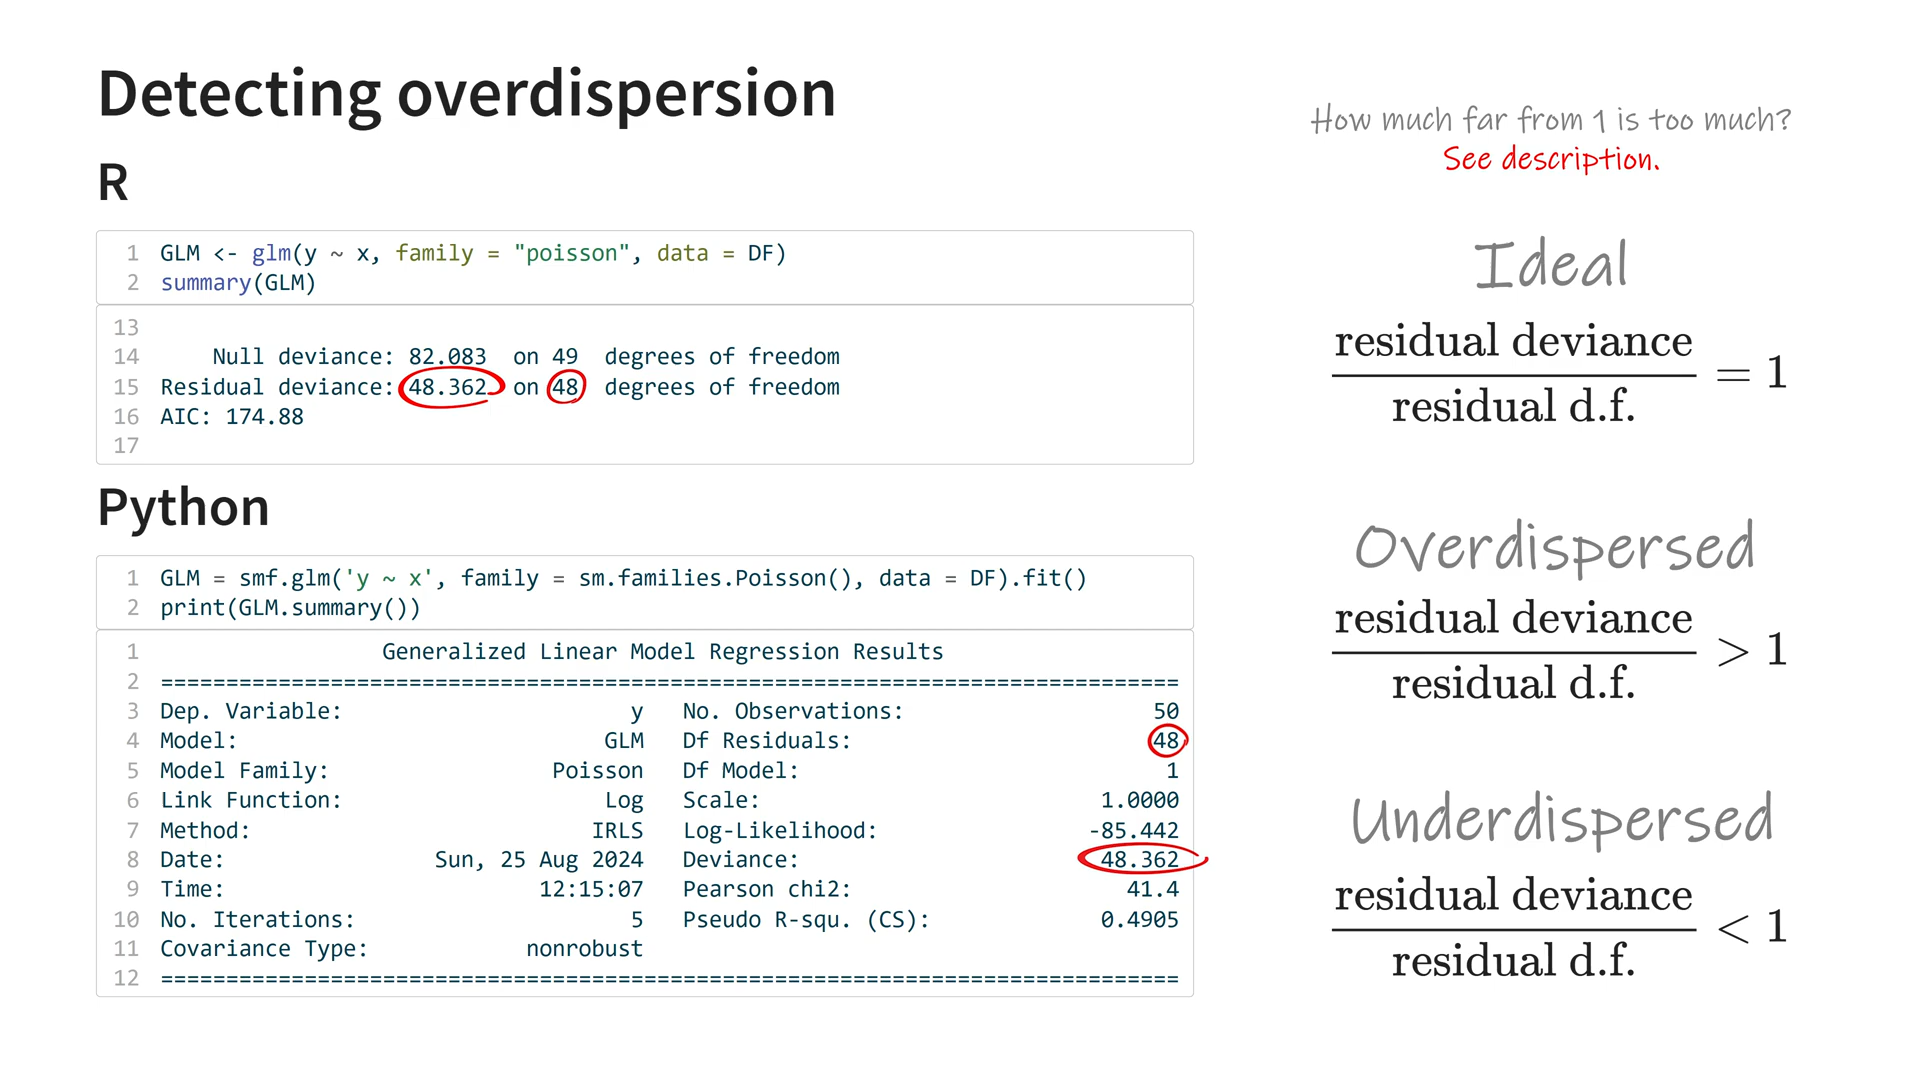 Detecting overdispersion
R
1 GLM <- glm(y ~ x, family = "poisson", data = DF)
2 summary(GLM)
13
14     Null deviance: 82.083  on 49  degrees of freedom
15 Residual deviance: 48.362  on 48  degrees of freedom
16 AIC: 174.88
17
Python
1 GLM = smf.glm('y ~ x', family = sm.families.Poisson(), data = DF).fit()
2 print(GLM.summary())
1                  Generalized Linear Model Regression Results
2 ==============================================================================
3 Dep. Variable:                      y   No. Observations:                   50
4 Model:                            GLM   Df Residuals:                       48
5 Model Family:                 Poisson   Df Model:                            1
6 Link Function:                    Log   Scale:                          1.0000
7 Method:                          IRLS   Log-Likelihood:                -85.442
8 Date:                Sun, 25 Aug 2024   Deviance:                       48.362
9 Time:                        12:15:07   Pearson chi2:                     41.4
10 No. Iterations:                     5   Pseudo R-squ. (CS):             0.4905
11 Covariance Type:            nonrobust
12 ==============================================================================
How much far from 1 is too much?
See description.
Ideal
residual deviance
= 1
residual d.f.
Overdispersed
residual deviance
> 1
residual d.f.
Underdispersed
residual deviance
< 1
residual d.f.